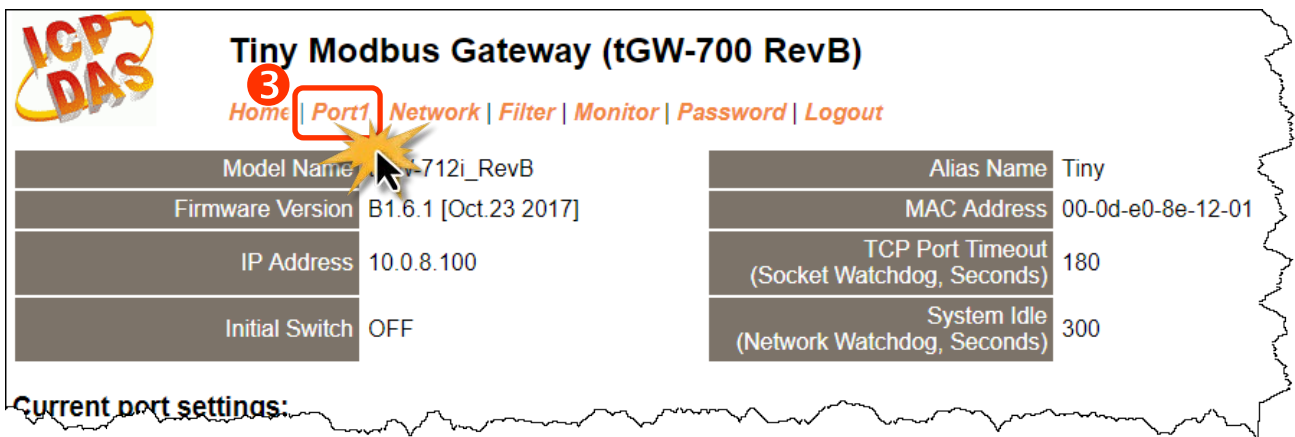 ICP
DAS
Tiny Modbus Gateway (tGW-700 RevB)
3
Home | Port1 Network | Filter | Monitor | Password | Logout
Model Name -712i_RevB Alias Name Tiny
Firmware Version B1.6.1 [Oct.23 2017] MAC Address 00-0d-e0-8e-12-01
IP Address 10.0.8.100 TCP Port Timeout
(Socket Watchdog, Seconds) 180
Initial Switch OFF System Idle
(Network Watchdog, Seconds) 300
Current port settings: